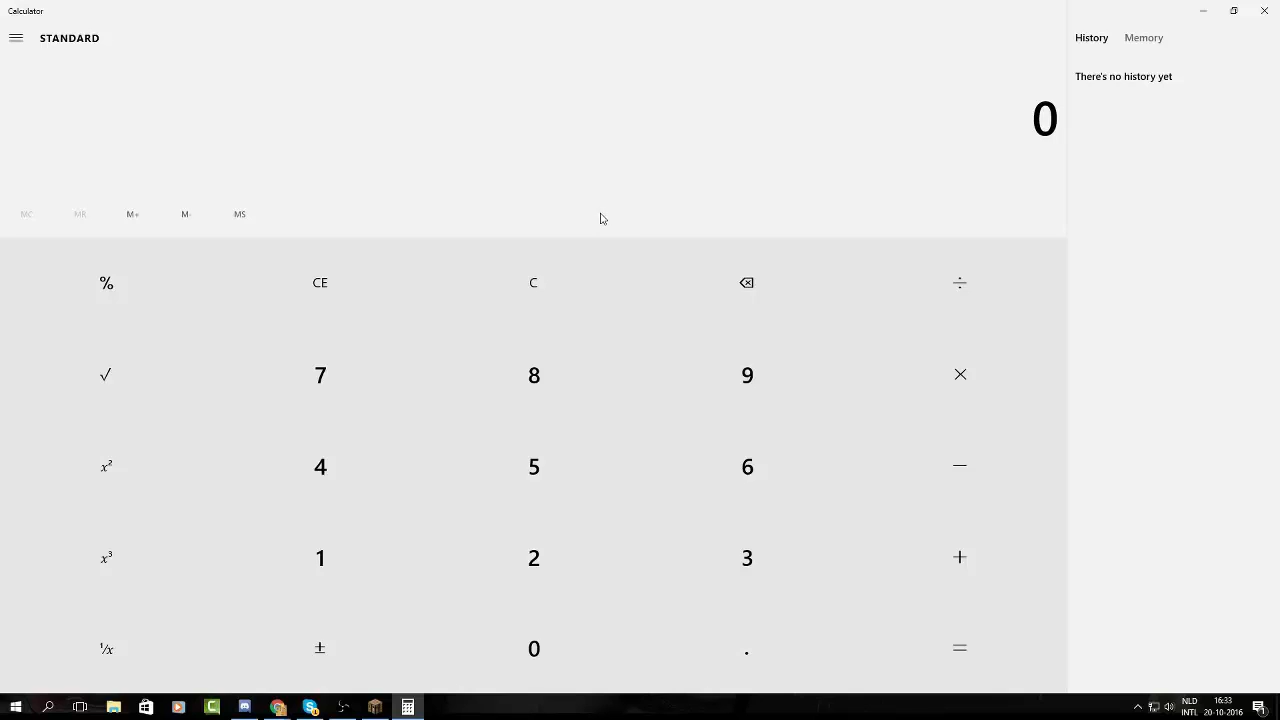 Calculator
STANDARD
History Memory
There's no history yet
0
MC MR M+ M- MS
% CE C ÷
√ 7 8 9 ×
x² 4 5 6 −
x³ 1 2 3 +
¹/x ± 0 . =
NLD 16:33
INTL 20-10-2016